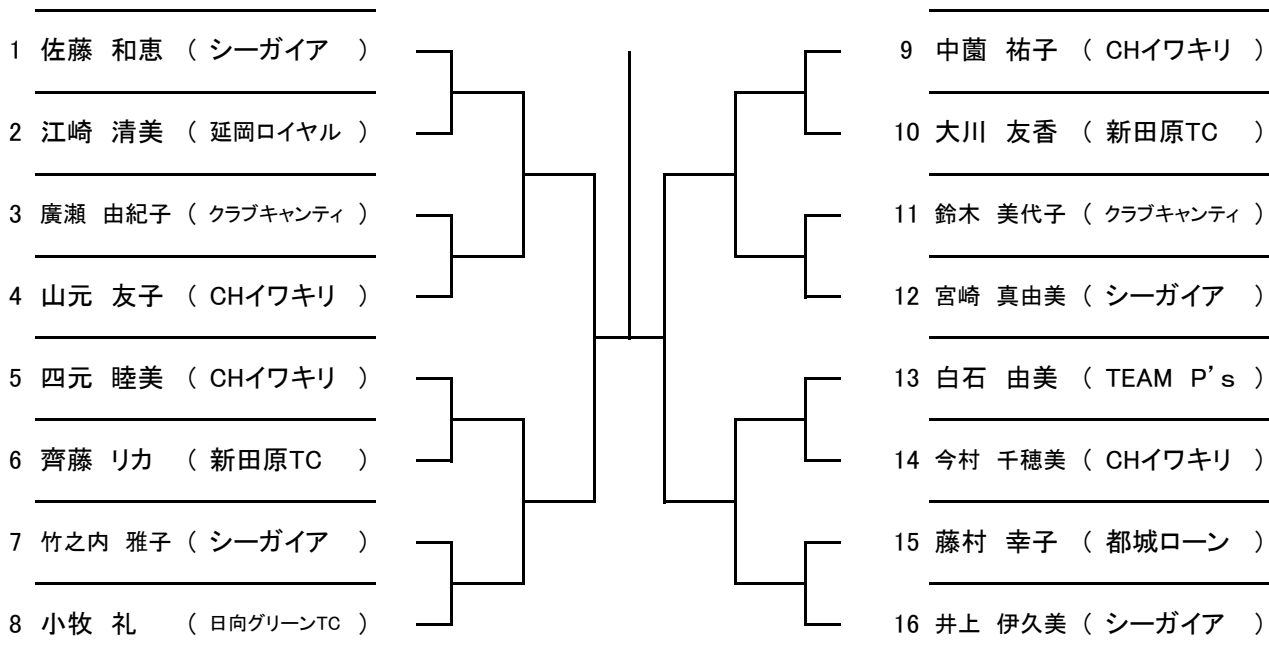 1 佐藤 和恵 ( シーガイア )
2 江崎 清美 ( 延岡ロイヤル )
3 廣瀬 由紀子 ( クラブキャンティ )
4 山元 友子 ( CHイワキリ )
5 四元 睦美 ( CHイワキリ )
6 齊藤 リカ ( 新田原TC )
7 竹之内 雅子 ( シーガイア )
8 小牧 礼 ( 日向グリーンTC )
9 中薗 祐子 ( CHイワキリ )
10 大川 友香 ( 新田原TC )
11 鈴木 美代子 ( クラブキャンティ )
12 宮崎 真由美 ( シーガイア )
13 白石 由美 ( TEAM P’s )
14 今村 千穂美 ( CHイワキリ )
15 藤村 幸子 ( 都城ローン )
16 井上 伊久美 ( シーガイア )